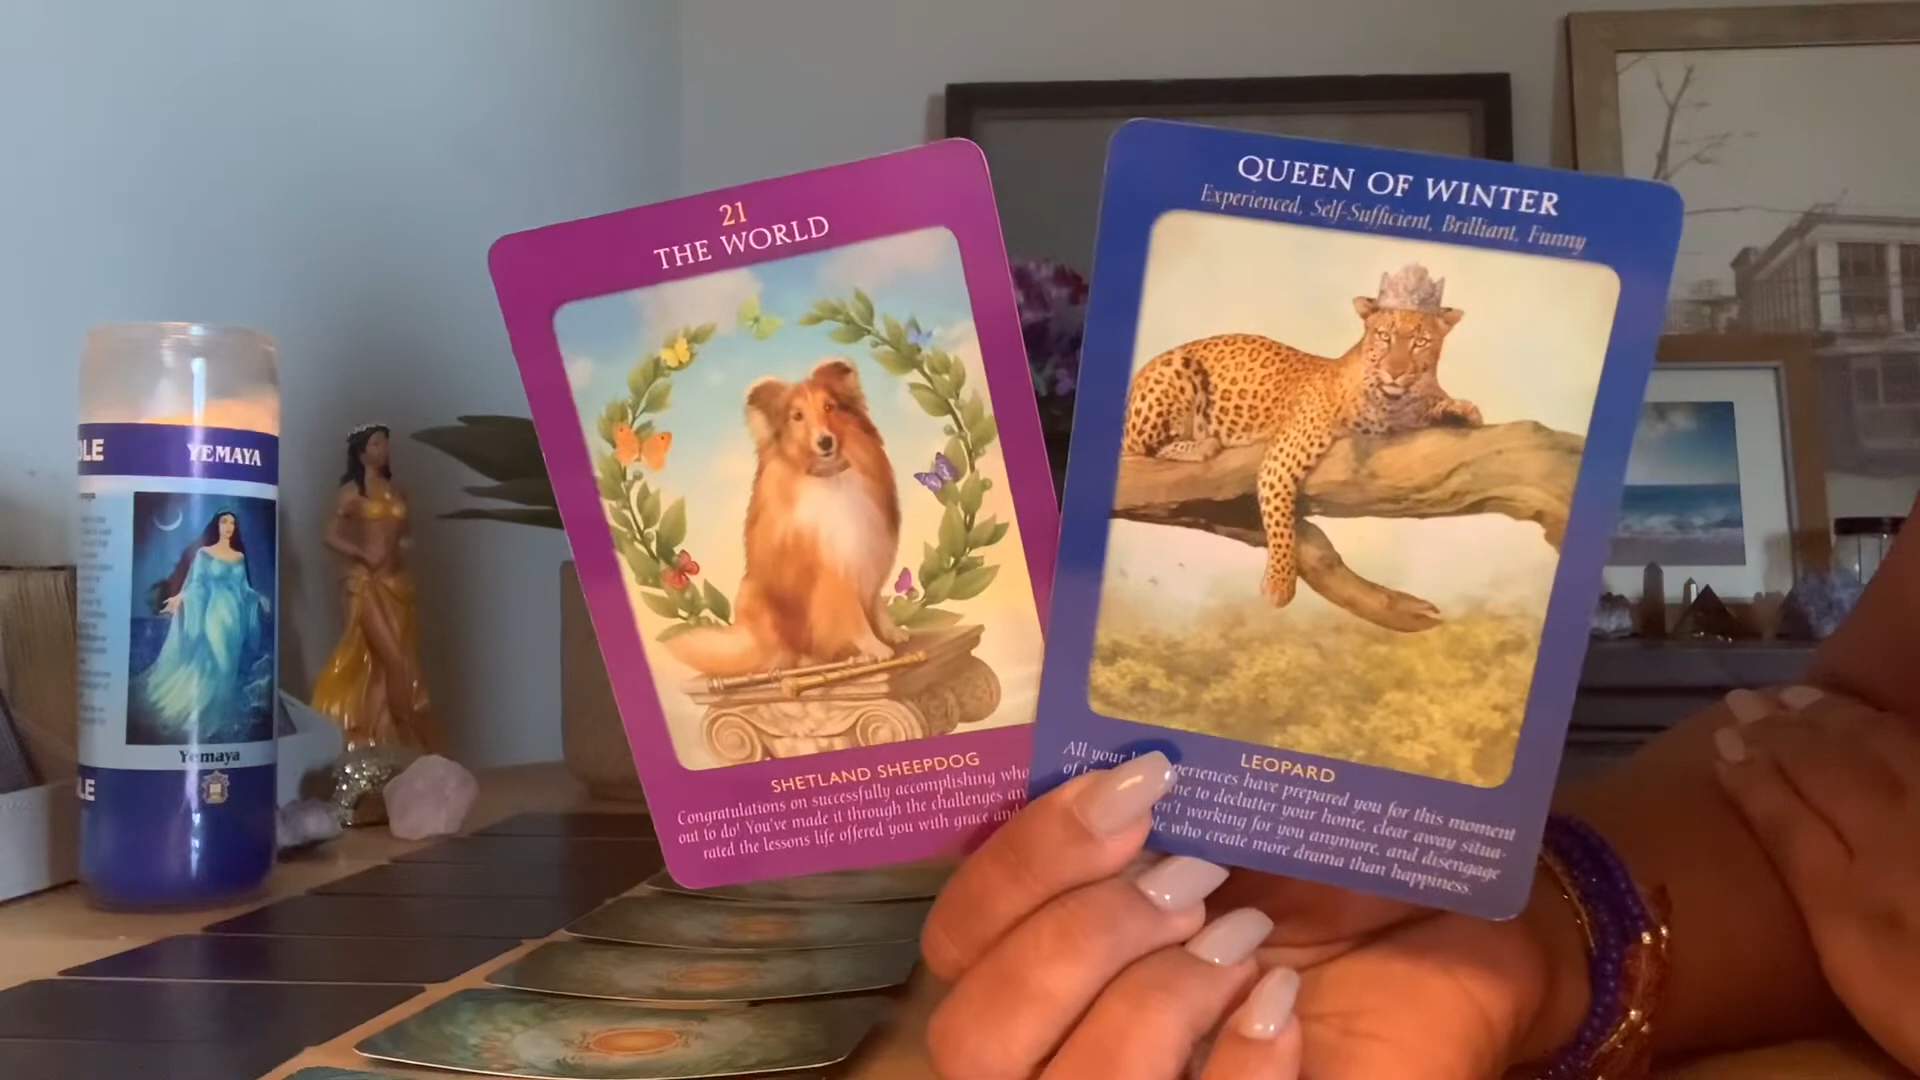 21
THE WORLD
SHETLAND SHEEPDOG
Congratulations on successfully accomplishing
out to do! You've made it through the challenges
rated the lessons life offered you with grace
QUEEN OF WINTER
Experienced, Self-Sufficient, Brilliant, Funny
LEOPARD
All your periences have prepared you for this moment
of to declutter your home, clear away situa-
n't working for you anymore, and disengage
who create more drama than happiness.
YEMAYA
Yemaya